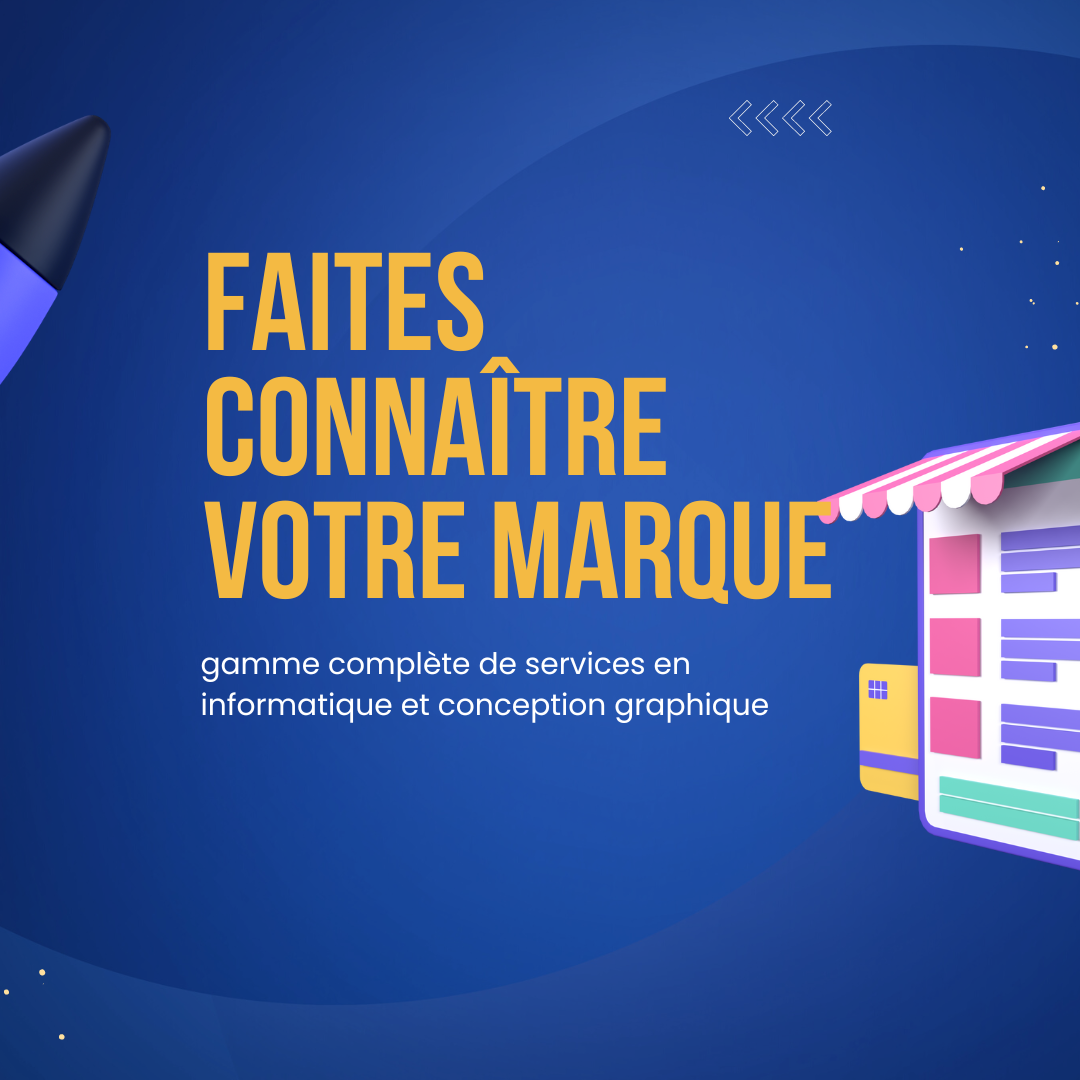 FAITES
CONNAÎTRE
VOTRE MARQUE
gamme complète de services en
informatique et conception graphique